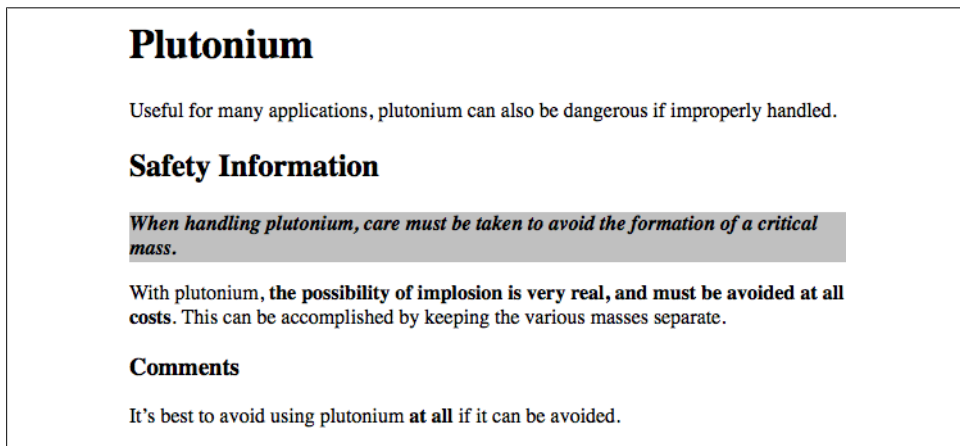 Plutonium
Useful for many applications, plutonium can also be dangerous if improperly handled.
Safety Information
When handling plutonium, care must be taken to avoid the formation of a critical
mass.
With plutonium, the possibility of implosion is very real, and must be avoided at all
costs. This can be accomplished by keeping the various masses separate.
Comments
It’s best to avoid using plutonium at all if it can be avoided.